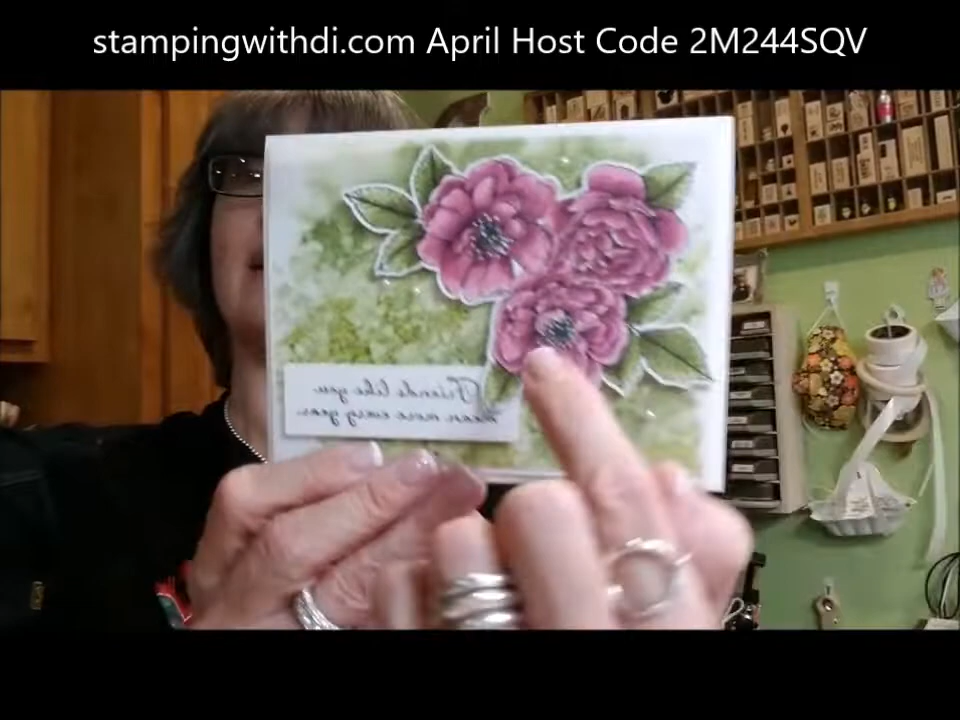 stampingwithdi.com April Host Code 2M244SQV
Friends like you
mean more every year.